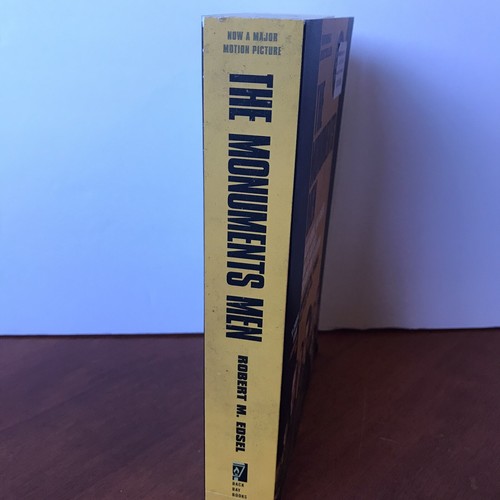 NOW A MAJOR
MOTION PICTURE
THE MONUMENTS MEN
ROBERT M. EDSEL
BACK
BAY
BOOKS